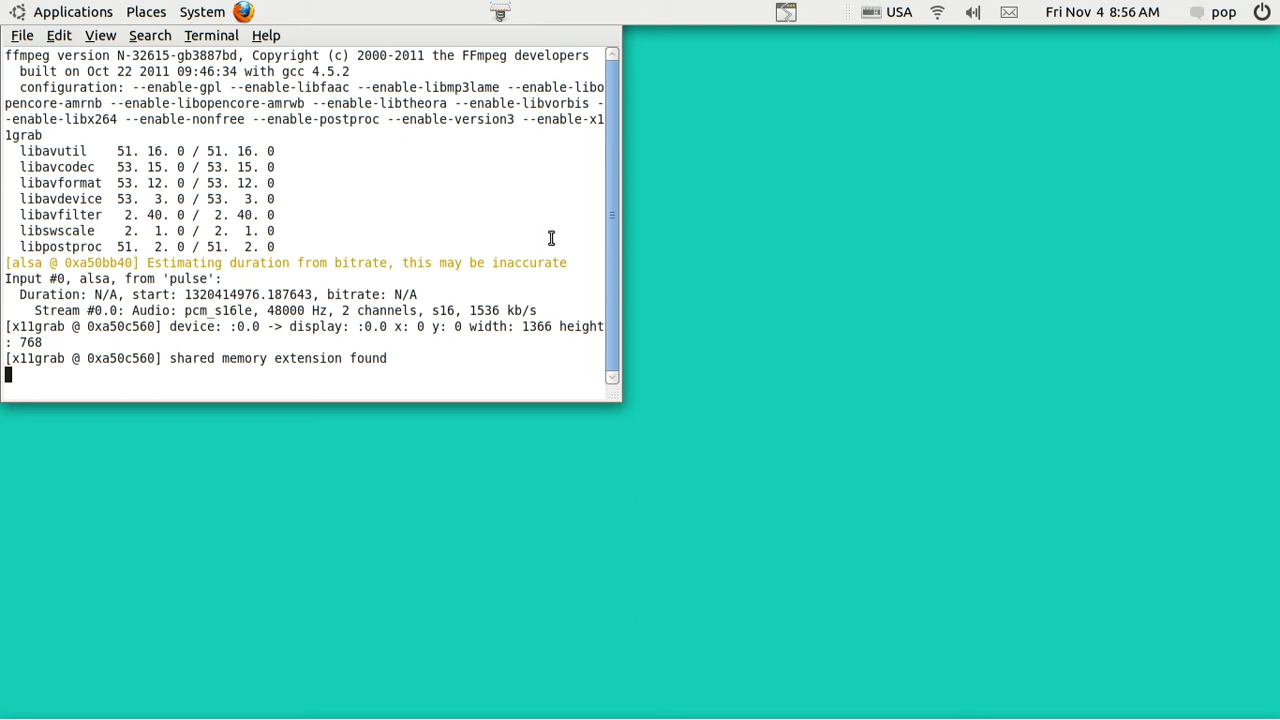 Applications Places System USA Fri Nov 4 8:56 AM pop
File Edit View Search Terminal Help
ffmpeg version N-32615-gb3887bd, Copyright (c) 2000-2011 the FFmpeg developers
  built on Oct 22 2011 09:46:34 with gcc 4.5.2
  configuration: --enable-gpl --enable-libfaac --enable-libmp3lame --enable-libo
pencore-amrnb --enable-libopencore-amrwb --enable-libtheora --enable-libvorbis -
-enable-libx264 --enable-nonfree --enable-postproc --enable-version3 --enable-x1
1grab
  libavutil    51. 16. 0 / 51. 16. 0
  libavcodec   53. 15. 0 / 53. 15. 0
  libavformat  53. 12. 0 / 53. 12. 0
  libavdevice  53.  3. 0 / 53.  3. 0
  libavfilter   2. 40. 0 /  2. 40. 0
  libswscale    2.  1. 0 /  2.  1. 0
  libpostproc  51.  2. 0 / 51.  2. 0
[alsa @ 0xa50bb40] Estimating duration from bitrate, this may be inaccurate
Input #0, alsa, from 'pulse':
  Duration: N/A, start: 1320414976.187643, bitrate: N/A
    Stream #0.0: Audio: pcm_s16le, 48000 Hz, 2 channels, s16, 1536 kb/s
[x11grab @ 0xa50c560] device: :0.0 -> display: :0.0 x: 0 y: 0 width: 1366 height
: 768
[x11grab @ 0xa50c560] shared memory extension found